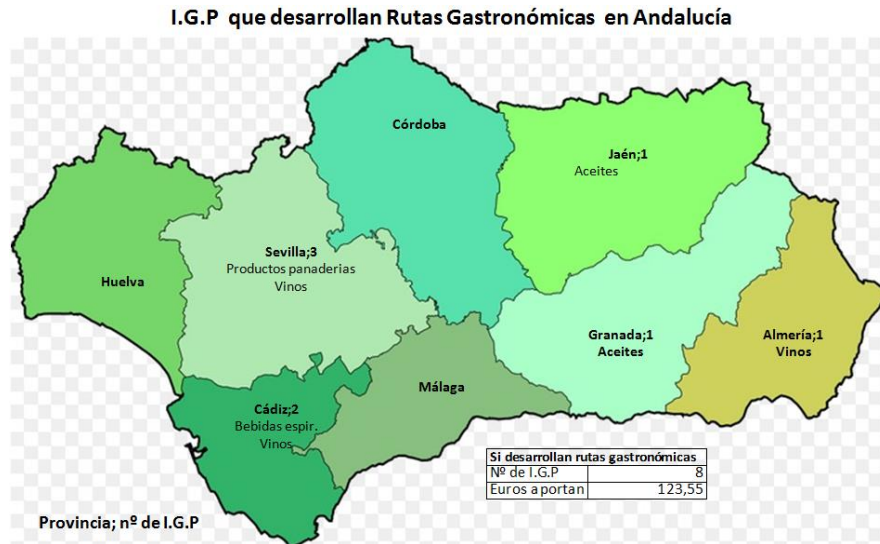 I.G.P que desarrollan Rutas Gastronómicas en Andalucía
Córdoba
Jaén;1
Aceites
Sevilla;3
Productos panaderias
Vinos
Huelva
Granada;1
Aceites
Almería;1
Vinos
Málaga
Cádiz;2
Bebidas espir.
Vinos
Si desarrollan rutas gastronómicas
Nº de I.G.P 8
Euros aportan 123,55
Provincia; nº de I.G.P